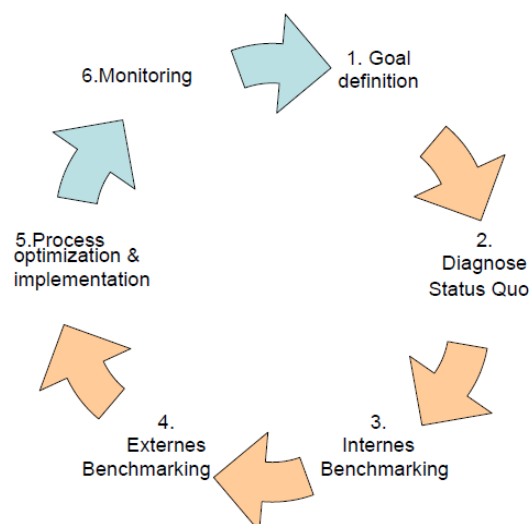 1. Goal
definition
2.
Diagnose
Status Quo
3.
Internes
Benchmarking
4.
Externes
Benchmarking
5.Process
optimization &
implementation
6.Monitoring